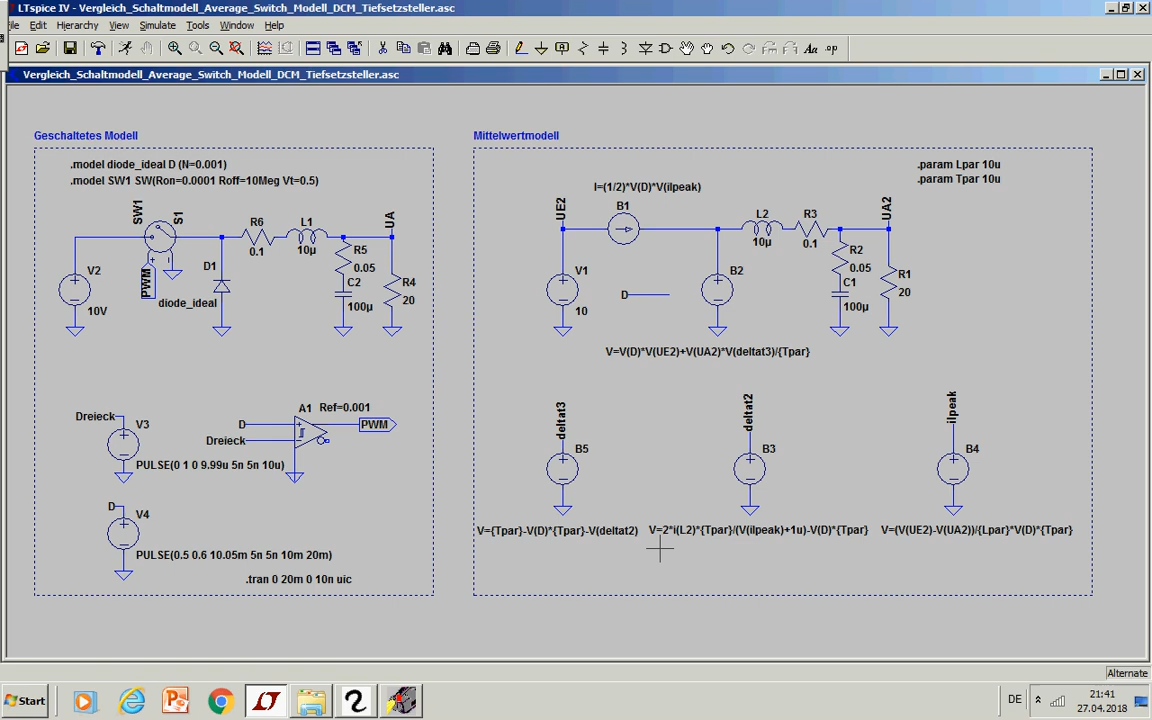 LTspice IV - Vergleich_Schaltmodell_Average_Switch_Modell_DCM_Tiefsetzsteller.asc
ile Edit Hierarchy View Simulate Tools Window Help
Vergleich_Schaltmodell_Average_Switch_Modell_DCM_Tiefsetzsteller.asc
Geschaltetes Modell
.model diode_ideal D (N=0.001)
.model SW1 SW(Ron=0.0001 Roff=10Meg Vt=0.5)
SW1
S1
R6
0.1
L1
10µ
UA
V2
10V
PWM
D1
diode_ideal
R5
0.05
C2
100µ
R4
20
Dreieck
V3
PULSE(0 1 0 9.99u 5n 5n 10u)
D
Dreieck
A1
Ref=0.001
PWM
D
V4
PULSE(0.5 0.6 10.05m 5n 5n 10m 20m)
.tran 0 20m 0 10n uic
Mittelwertmodell
.param Lpar 10u
.param Tpar 10u
I=(1/2)*V(D)*V(ilpeak)
UE2
B1
L2
10µ
R3
0.1
UA2
V1
10
D
B2
R2
0.05
C1
100µ
R1
20
V=V(D)*V(UE2)+V(UA2)*V(deltat3)/{Tpar}
deltat3
B5
V={Tpar}-V(D)*{Tpar}-V(deltat2)
deltat2
B3
V=2*i(L2)*{Tpar}/(V(ilpeak)+1u)-V(D)*{Tpar}
ilpeak
B4
V=(V(UE2)-V(UA2))/{Lpar}*V(D)*{Tpar}
Alternate
Start
DE
21:41
27.04.2018